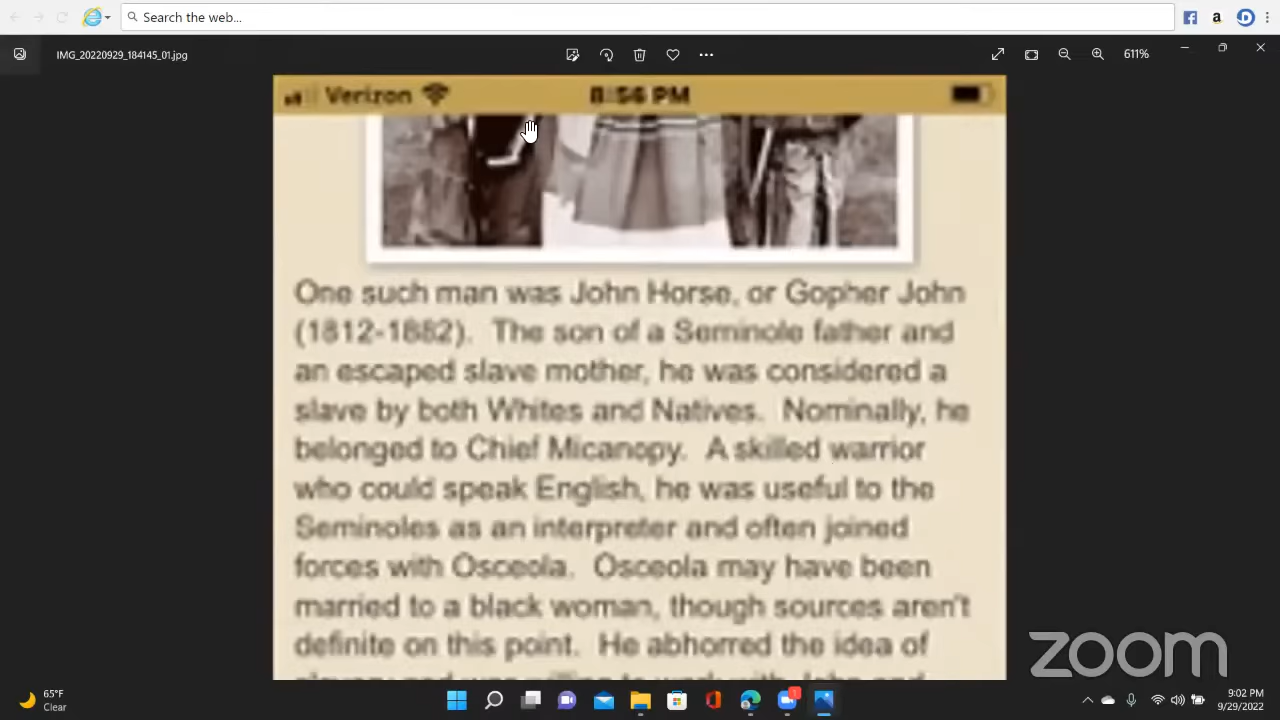 Search the web...
IMG_20220929_184145_01.jpg
611%
Verizon
8:56 PM
One such man was John Horse, or Gopher John
(1812-1882). The son of a Seminole father and
an escaped slave mother, he was considered a
slave by both Whites and Natives. Nominally, he
belonged to Chief Micanopy. A skilled warrior
who could speak English, he was useful to the
Seminoles as an interpreter and often joined
forces with Osceola. Osceola may have been
married to a black woman, though sources aren't
definite on this point. He abhorred the idea of
zoom
65°F
Clear
9:02 PM
9/29/2022